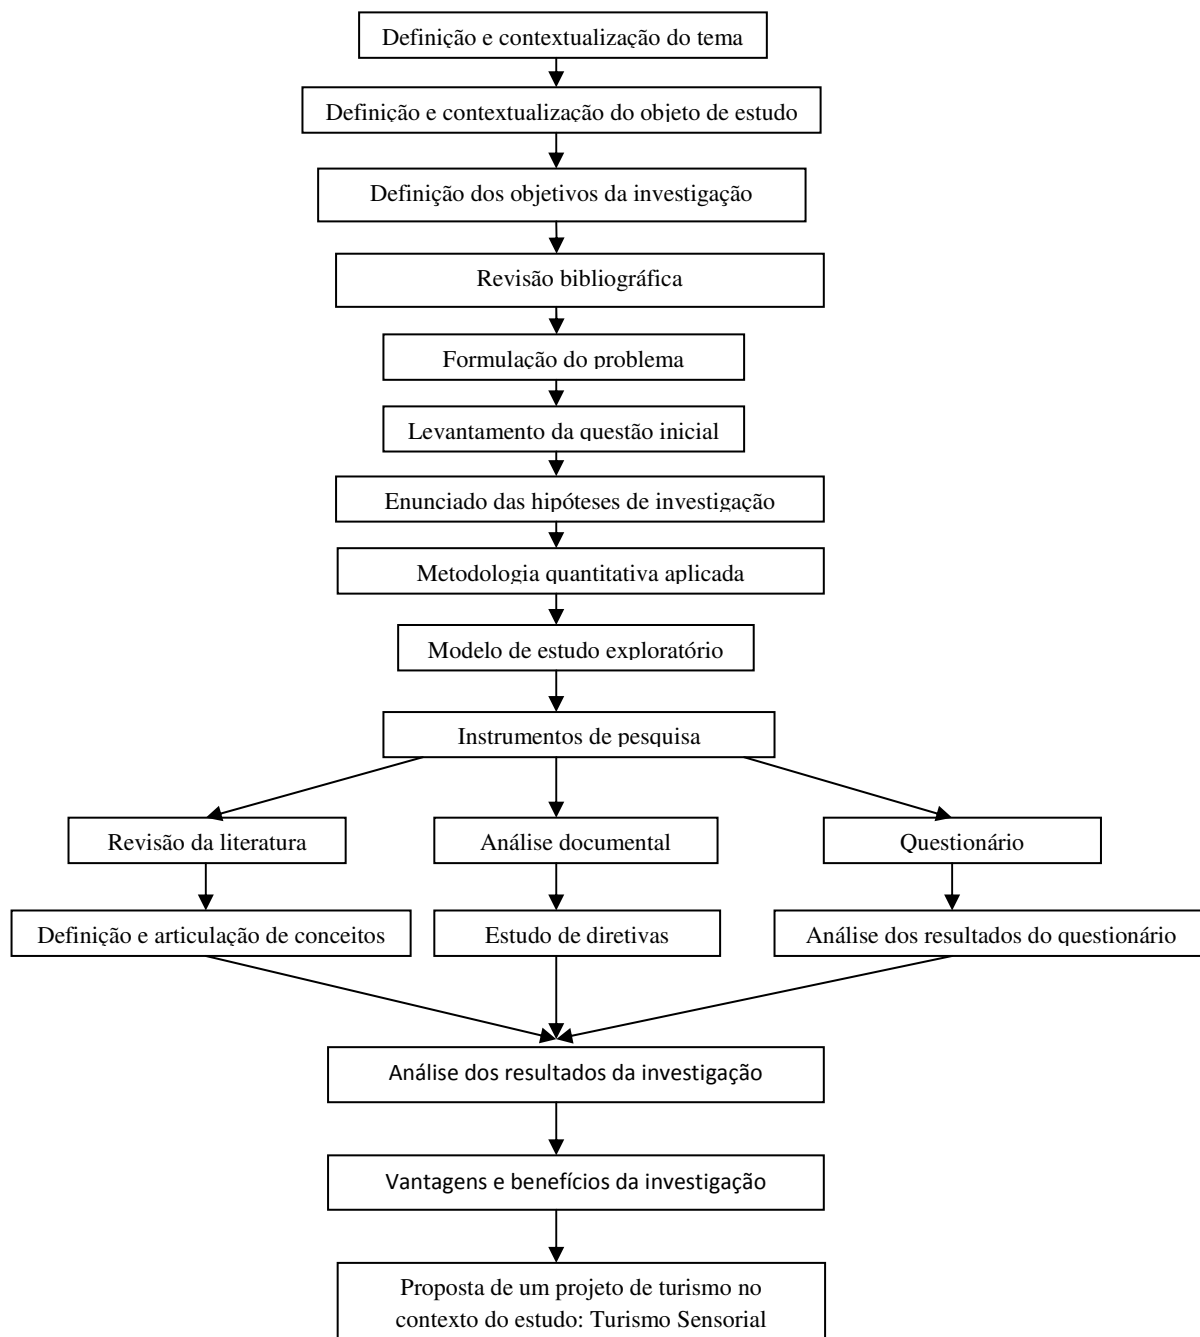 Definição e contextualização do tema
Definição e contextualização do objeto de estudo
Definição dos objetivos da investigação
Revisão bibliográfica
Formulação do problema
Levantamento da questão inicial
Enunciado das hipóteses de investigação
Metodologia quantitativa aplicada
Modelo de estudo exploratório
Instrumentos de pesquisa
Revisão da literatura
Análise documental
Questionário
Definição e articulação de conceitos
Estudo de diretivas
Análise dos resultados do questionário
Análise dos resultados da investigação
Vantagens e benefícios da investigação
Proposta de um projeto de turismo no
contexto do estudo: Turismo Sensorial